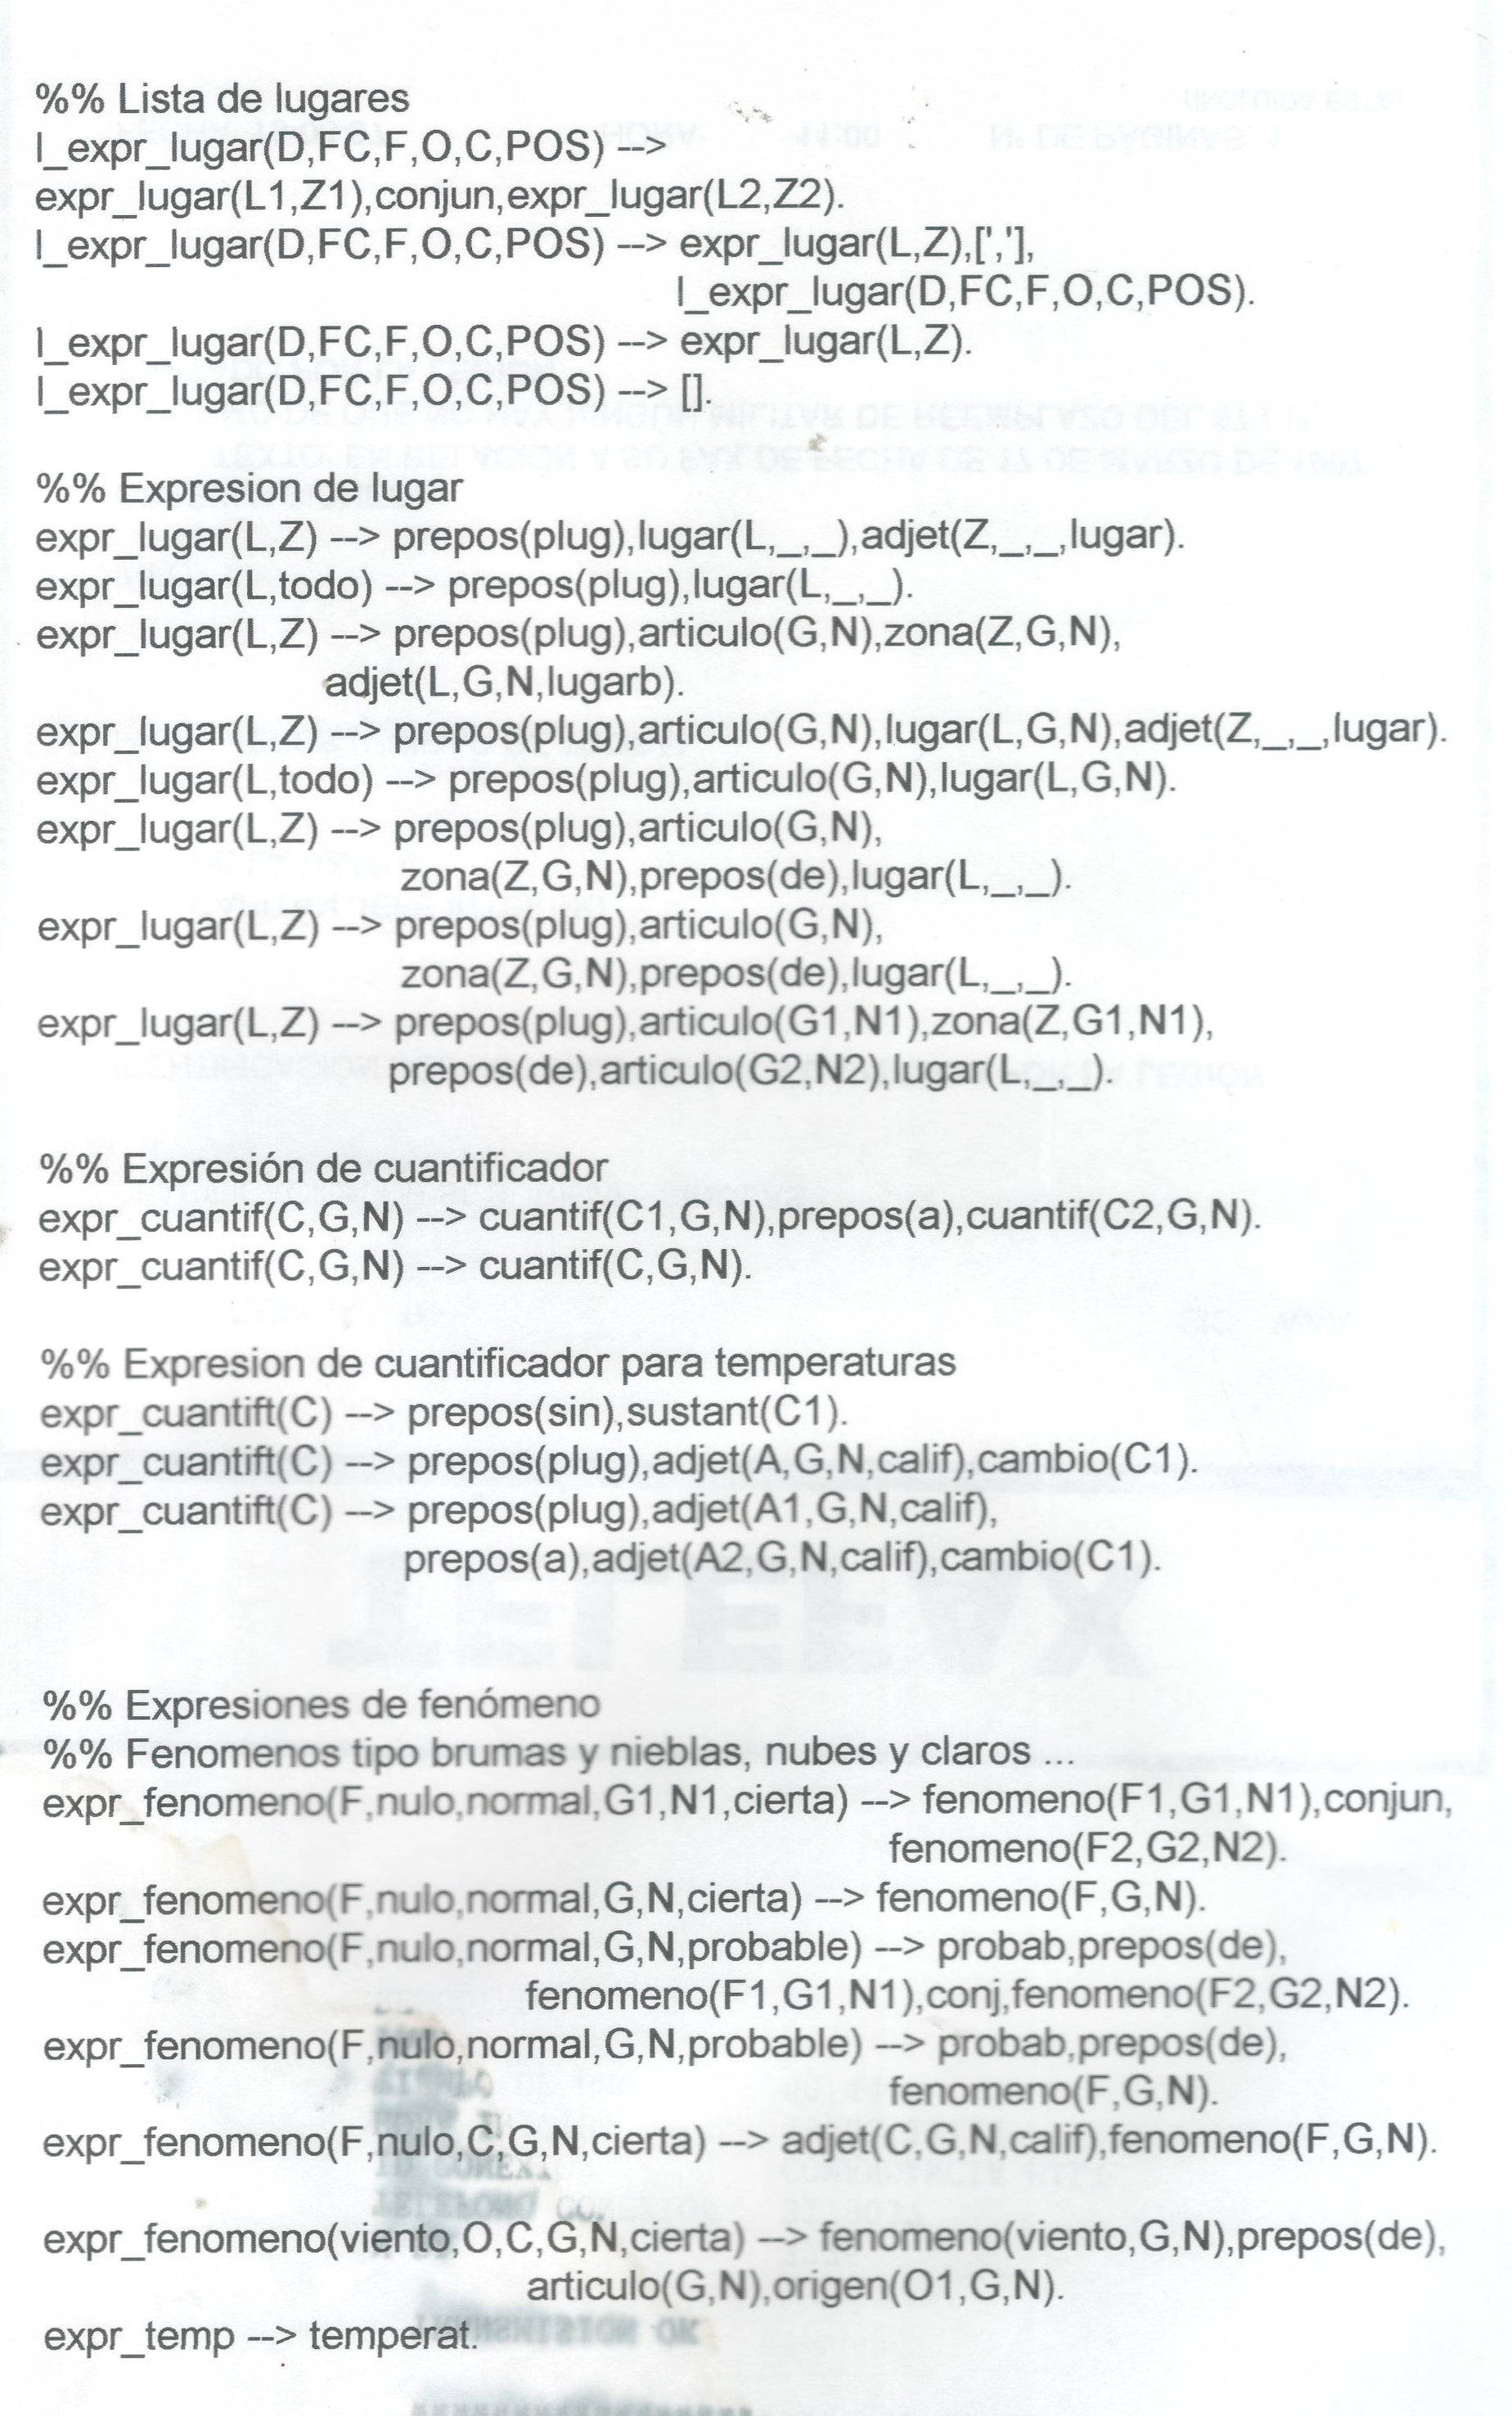 %% Lista de lugares
l_expr_lugar(D,FC,F,O,C,POS) -->
expr_lugar(L1,Z1),conjun,expr_lugar(L2,Z2).
l_expr_lugar(D,FC,F,O,C,POS) --> expr_lugar(L,Z),[','],
l_expr_lugar(D,FC,F,O,C,POS).
l_expr_lugar(D,FC,F,O,C,POS) --> expr_lugar(L,Z).
l_expr_lugar(D,FC,F,O,C,POS) --> [].
%% Expresion de lugar
expr_lugar(L,Z) --> prepos(plug),lugar(L,_,_),adjet(Z,_,_,lugar).
expr_lugar(L,todo) --> prepos(plug),lugar(L,_,_).
expr_lugar(L,Z) --> prepos(plug),articulo(G,N),zona(Z,G,N),
adjet(L,G,N,lugarb).
expr_lugar(L,Z) --> prepos(plug),articulo(G,N),lugar(L,G,N),adjet(Z,_,_,lugar).
expr_lugar(L,todo) --> prepos(plug),articulo(G,N),lugar(L,G,N).
expr_lugar(L,Z) --> prepos(plug),articulo(G,N),
zona(Z,G,N),prepos(de),lugar(L,_,_).
expr_lugar(L,Z) --> prepos(plug),articulo(G,N),
zona(Z,G,N),prepos(de),lugar(L,_,_).
expr_lugar(L,Z) --> prepos(plug),articulo(G1,N1),zona(Z,G1,N1),
prepos(de),articulo(G2,N2),lugar(L,_,_).
%% Expresión de cuantificador
expr_cuantif(C,G,N) --> cuantif(C1,G,N),prepos(a),cuantif(C2,G,N).
expr_cuantif(C,G,N) --> cuantif(C,G,N).
%% Expresion de cuantificador para temperaturas
expr_cuantift(C) --> prepos(sin),sustant(C1).
expr_cuantift(C) --> prepos(plug),adjet(A,G,N,calif),cambio(C1).
expr_cuantift(C) --> prepos(plug),adjet(A1,G,N,calif),
prepos(a),adjet(A2,G,N,calif),cambio(C1).
%% Expresiones de fenómeno
%% Fenomenos tipo brumas y nieblas, nubes y claros ...
expr_fenomeno(F,nulo,normal,G1,N1,cierta) --> fenomeno(F1,G1,N1),conjun,
fenomeno(F2,G2,N2).
expr_fenomeno(F,nulo,normal,G,N,cierta) --> fenomeno(F,G,N).
expr_fenomeno(F,nulo,normal,G,N,probable) --> probab,prepos(de),
fenomeno(F1,G1,N1),conj,fenomeno(F2,G2,N2).
expr_fenomeno(F,nulo,normal,G,N,probable) --> probab,prepos(de),
fenomeno(F,G,N).
expr_fenomeno(F,nulo,C,G,N,cierta) --> adjet(C,G,N,calif),fenomeno(F,G,N).
expr_fenomeno(viento,O,C,G,N,cierta) --> fenomeno(viento,G,N),prepos(de),
articulo(G,N),origen(O1,G,N).
expr_temp --> temperat.